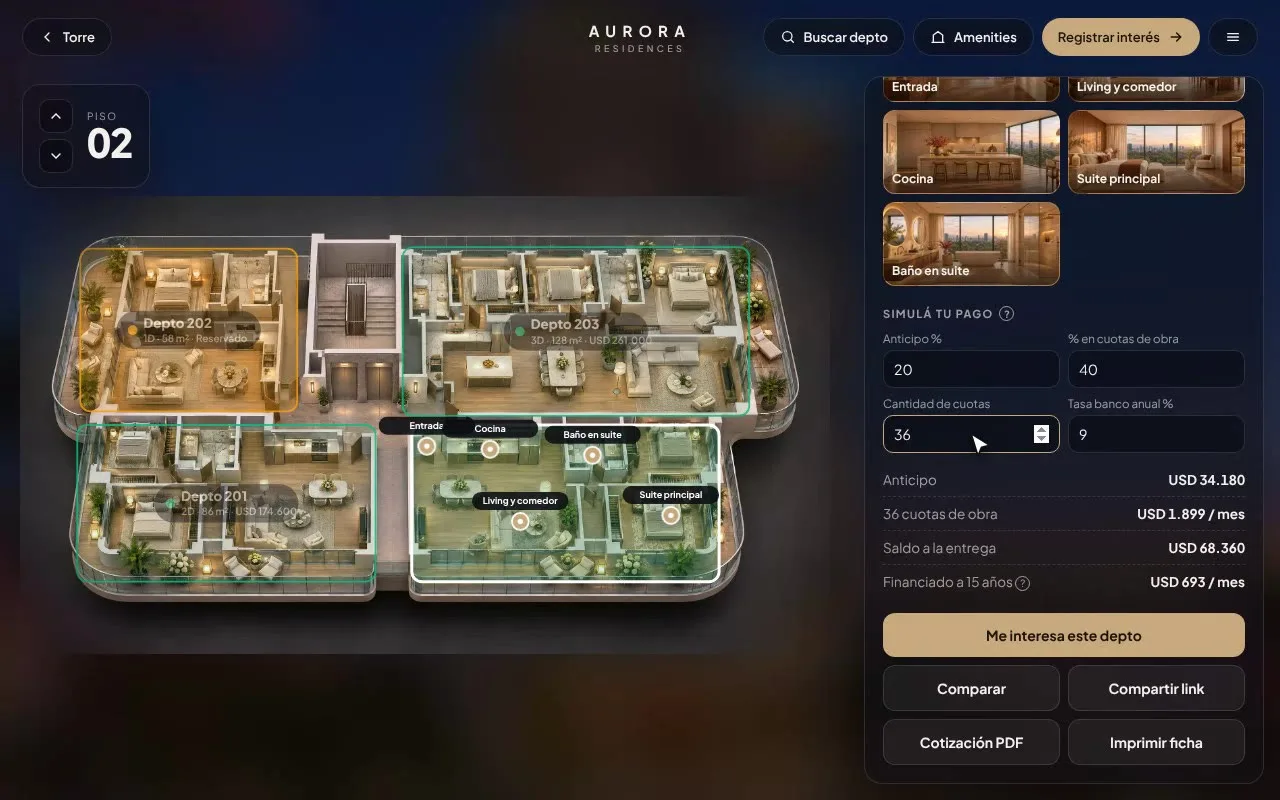 Torre
AURORA
RESIDENCES
Buscar depto
Amenities
Registrar interés
PISO
02
Entrada
Living y comedor
Cocina
Suite principal
Baño en suite
SIMULÁ TU PAGO ?
Anticipo %
% en cuotas de obra
20
40
Cantidad de cuotas
Tasa banco anual %
36
9
Anticipo
USD 34.180
36 cuotas de obra
USD 1.899 / mes
Saldo a la entrega
USD 68.360
Financiado a 15 años ?
USD 693 / mes
Me interesa este depto
Comparar
Compartir link
Cotización PDF
Imprimir ficha
Depto 202
1D · 58 m² · Reservado
Depto 203
3D · 128 m² · USD 261.000
Entrada
Cocina
Baño en suite
Living y comedor
Suite principal
Depto 201
2D · 86 m² · USD 174.600